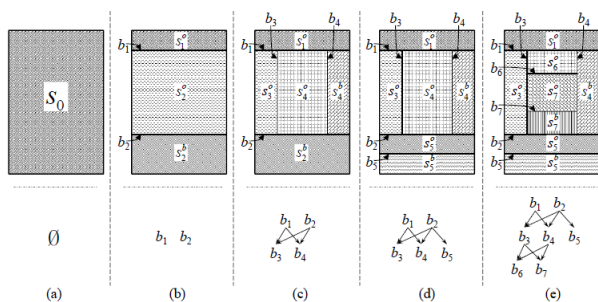 b₃ b₄ b₃ b₄ b₃ b₄
b₁ s₁ᵒ b₁ s₁ᵒ b₁ s₁ᵒ b₁ s₁ᵒ
b₆ s₆ᵒ
S₀ s₂ᵒ s₃ᵒ s₄ᵒ s₄ᵇ s₃ᵒ s₄ᵒ s₄ᵇ s₃ᵒ s₇ᵒ s₄ᵇ
b₇ s₇ᵇ
b₂ s₂ᵇ b₂ s₂ᵇ b₂ s₅ᵒ b₂ s₅ᵒ
b₅ s₅ᵇ b₅ s₅ᵇ
∅ b₁ b₂ b₁ b₂ b₁ b₂ b₁ b₂
b₃ b₄ b₃ b₄ b₅ b₃ b₄ b₅
b₆ b₇
(a) (b) (c) (d) (e)